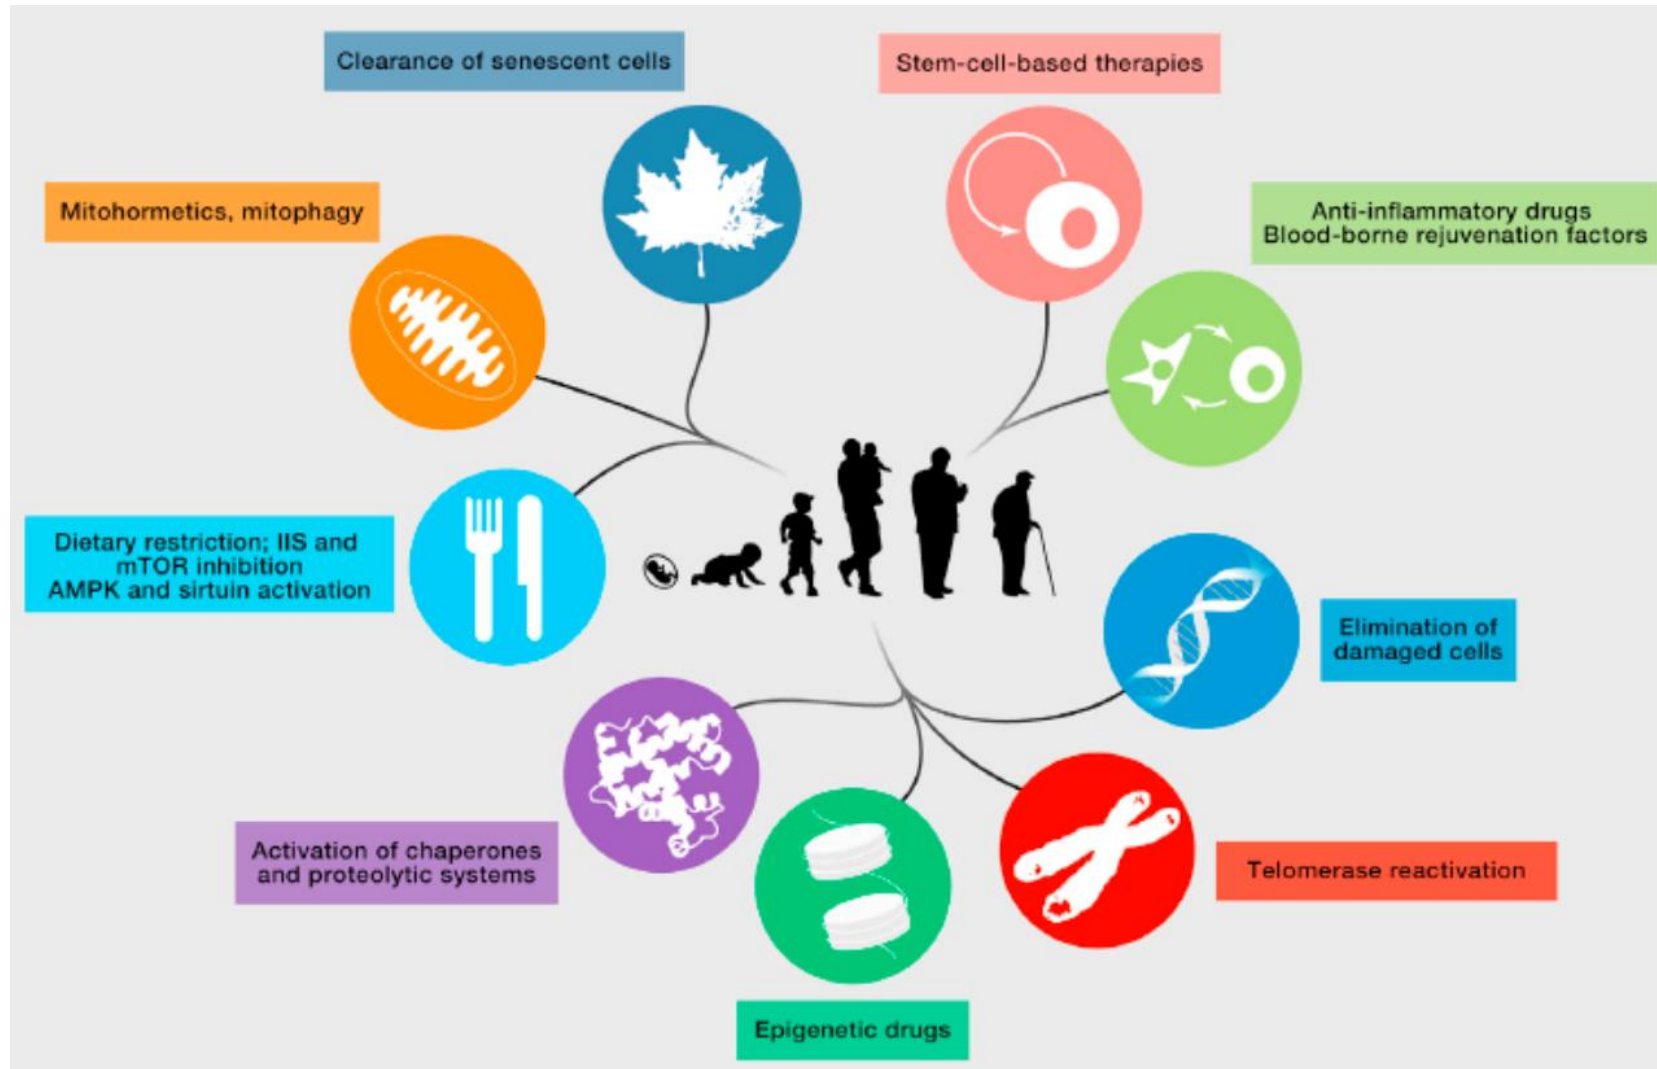 Clearance of senescent cells
Stem-cell-based therapies
Mitohormetics, mitophagy
Anti-inflammatory drugs
Blood-borne rejuvenation factors
Dietary restriction; IIS and
mTOR inhibition
AMPK and sirtuin activation
Elimination of
damaged cells
Activation of chaperones
and proteolytic systems
Telomerase reactivation
Epigenetic drugs